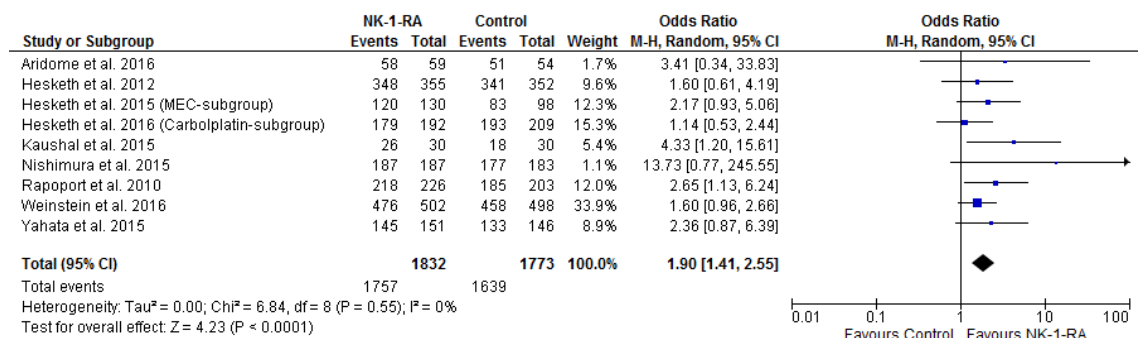 NK-1-RA Control Odds Ratio Odds Ratio
Study or Subgroup Events Total Events Total Weight M-H, Random, 95% CI M-H, Random, 95% CI
Aridome et al. 2016 58 59 51 54 1.7% 3.41 [0.34, 33.83]
Hesketh et al. 2012 348 355 341 352 9.6% 1.60 [0.61, 4.19]
Hesketh et al. 2015 (MEC-subgroup) 120 130 83 98 12.3% 2.17 [0.93, 5.06]
Hesketh et al. 2016 (Carbolplatin-subgroup) 179 192 193 209 15.3% 1.14 [0.53, 2.44]
Kaushal et al. 2015 26 30 18 30 5.4% 4.33 [1.20, 15.61]
Nishimura et al. 2015 187 187 177 183 1.1% 13.73 [0.77, 245.55]
Rapoport et al. 2010 218 226 185 203 12.0% 2.65 [1.13, 6.24]
Weinstein et al. 2016 476 502 458 498 33.9% 1.60 [0.96, 2.66]
Yahata et al. 2015 145 151 133 146 8.9% 2.36 [0.87, 6.39]
Total (95% CI) 1832 1773 100.0% 1.90 [1.41, 2.55]
Total events 1757 1639
Heterogeneity: Tau² = 0.00; Chi² = 6.84, df = 8 (P = 0.55); I² = 0%
Test for overall effect: Z = 4.23 (P < 0.0001)
0.01 0.1 1 10 100
Favours Control Favours NK-1-RA